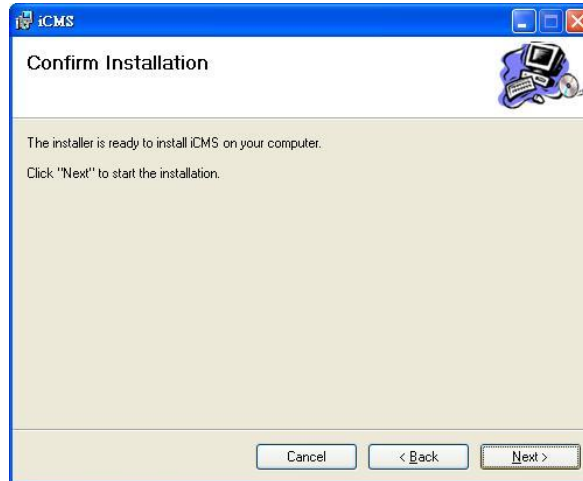 iCMS
Confirm Installation
The installer is ready to install iCMS on your computer.
Click "Next" to start the installation.
Cancel
< Back
Next >